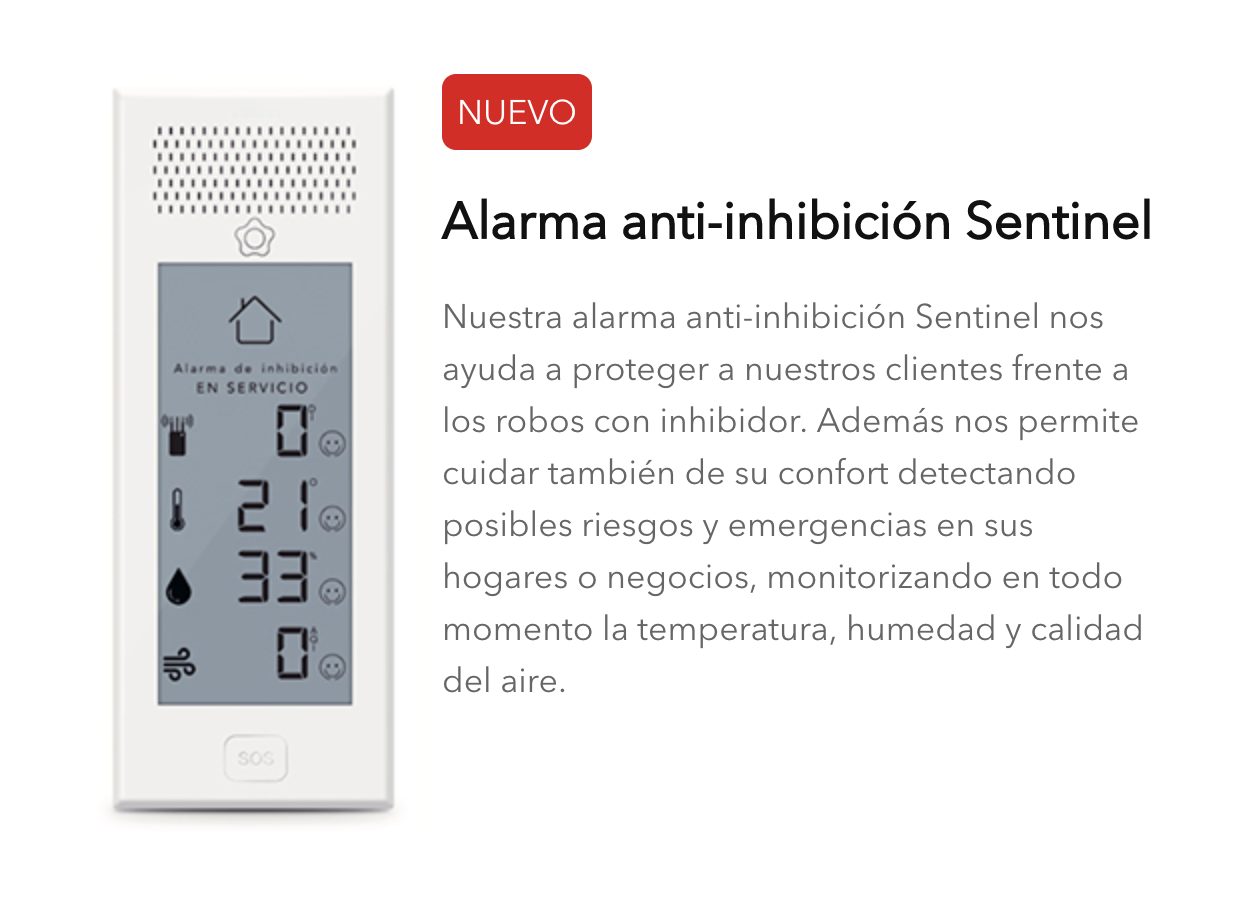 NUEVO
Alarma anti-inhibición Sentinel
Nuestra alarma anti-inhibición Sentinel nos
ayuda a proteger a nuestros clientes frente a
los robos con inhibidor. Además nos permite
cuidar también de su confort detectando
posibles riesgos y emergencias en sus
hogares o negocios, monitorizando en todo
momento la temperatura, humedad y calidad
del aire.
Alarma de inhibición
EN SERVICIO
0
21°
33%
0
SOS